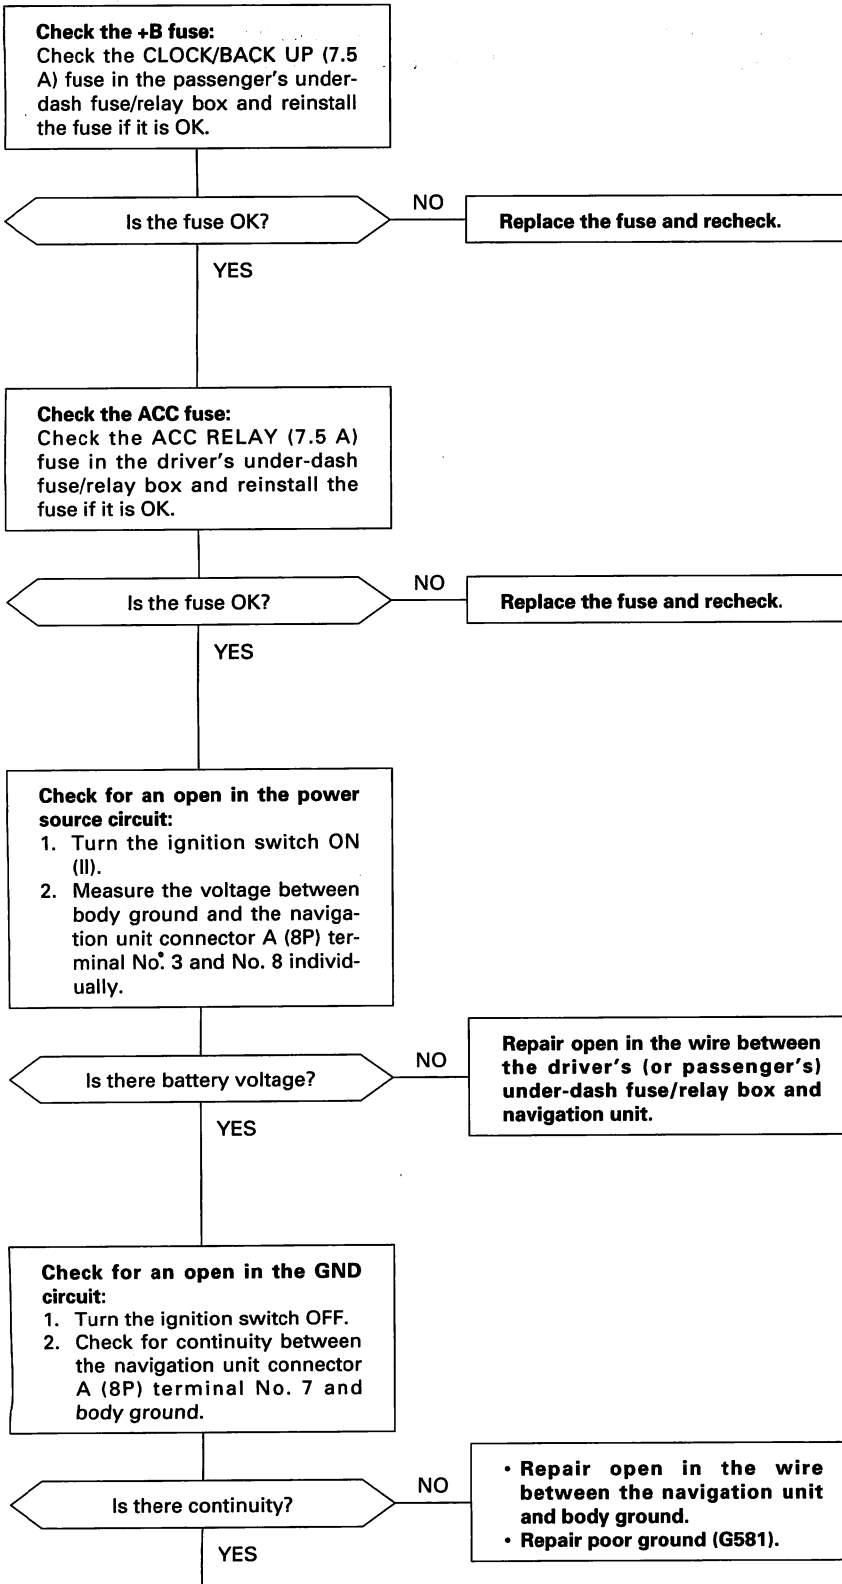 Check the +B fuse:
Check the CLOCK/BACK UP (7.5
A) fuse in the passenger's under-
dash fuse/relay box and reinstall
the fuse if it is OK.
Is the fuse OK?
NO
Replace the fuse and recheck.
YES
Check the ACC fuse:
Check the ACC RELAY (7.5 A)
fuse in the driver's under-dash
fuse/relay box and reinstall the
fuse if it is OK.
Is the fuse OK?
NO
Replace the fuse and recheck.
YES
Check for an open in the power
source circuit:
1. Turn the ignition switch ON
(II).
2. Measure the voltage between
body ground and the naviga-
tion unit connector A (8P) ter-
minal No. 3 and No. 8 individ-
ually.
Is there battery voltage?
NO
Repair open in the wire between
the driver's (or passenger's)
under-dash fuse/relay box and
navigation unit.
YES
Check for an open in the GND
circuit:
1. Turn the ignition switch OFF.
2. Check for continuity between
the navigation unit connector
A (8P) terminal No. 7 and
body ground.
Is there continuity?
NO
• Repair open in the wire
between the navigation unit
and body ground.
• Repair poor ground (G581).
YES